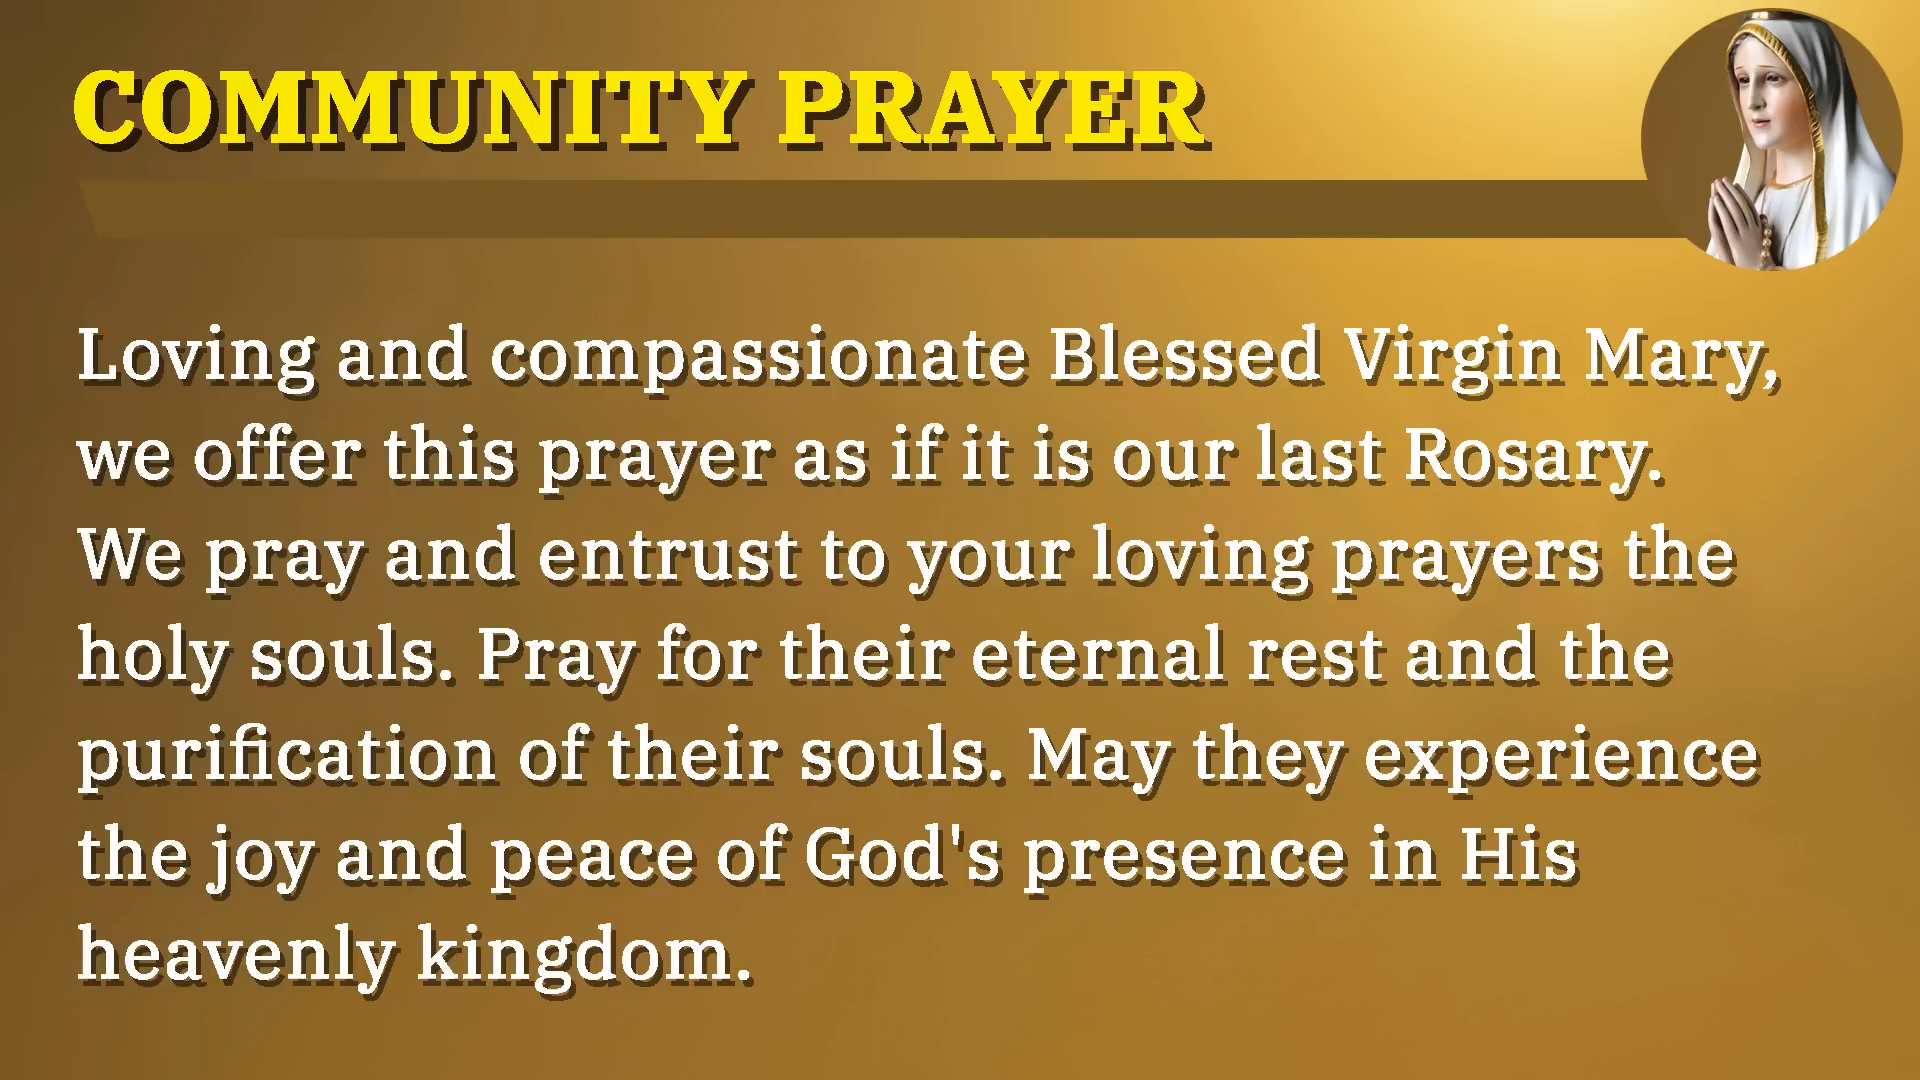 COMMUNITY PRAYER
Loving and compassionate Blessed Virgin Mary,
we offer this prayer as if it is our last Rosary.
We pray and entrust to your loving prayers the
holy souls. Pray for their eternal rest and the
purification of their souls. May they experience
the joy and peace of God's presence in His
heavenly kingdom.